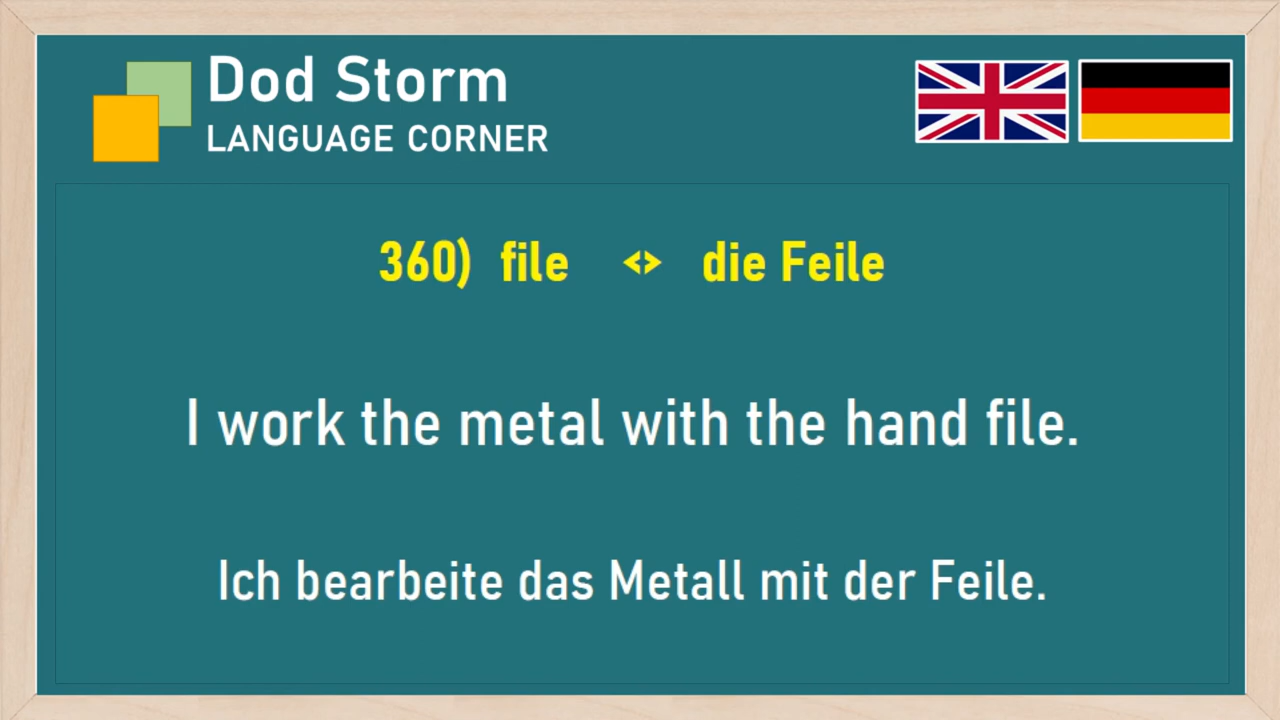 Dod Storm
LANGUAGE CORNER
360) file <> die Feile
I work the metal with the hand file.
Ich bearbeite das Metall mit der Feile.